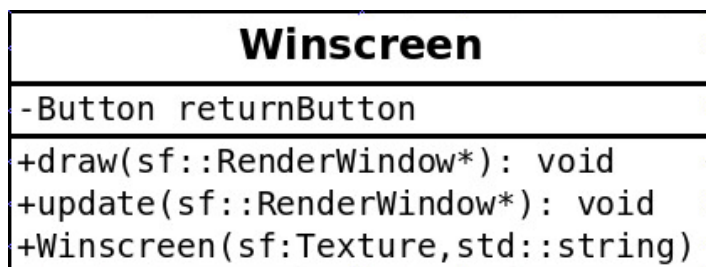 Winscreen
-Button returnButton
+draw(sf::RenderWindow*): void
+update(sf::RenderWindow*): void
+Winscreen(sf:Texture,std::string)